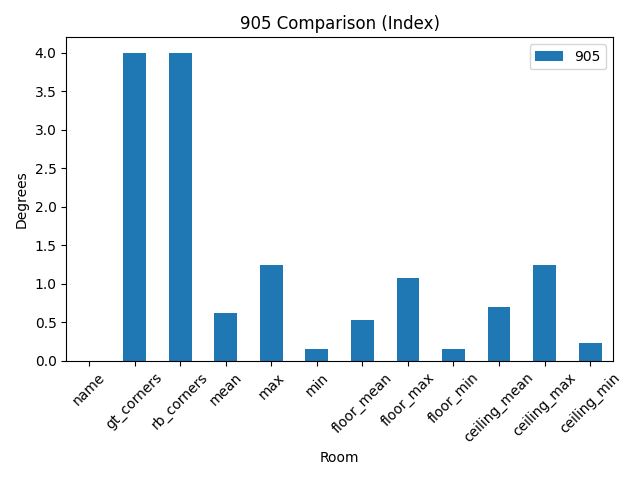 905 Comparison (Index)
905
Degrees
4.0
3.5
3.0
2.5
2.0
1.5
1.0
0.5
0.0
name
gt_corners
rb_corners
mean
max
min
floor_mean
floor_max
floor_min
ceiling_mean
ceiling_max
ceiling_min
Room